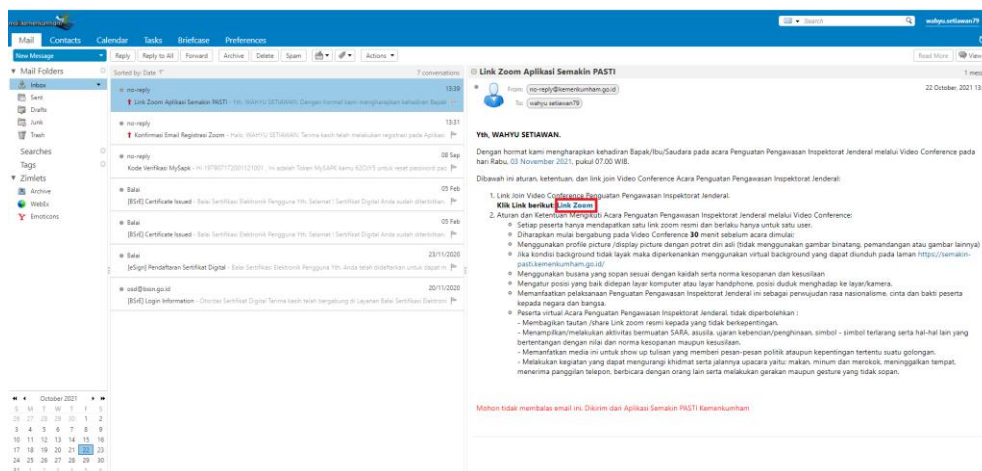 mail.kemenkumham
Search
wahyu.setiawan79
Mail Contacts Calendar Tasks Briefcase Preferences
New Message
Reply Reply to All Forward Archive Delete Spam Actions
Read More View
Mail Folders
Inbox
Sent
Drafts
Junk
Trash
Searches
Tags
Zimlets
Archive
WebEx
Emoticons
October 2021
S M T W T F S
26 27 28 29 30 1 2
3 4 5 6 7 8 9
10 11 12 13 14 15 16
17 18 19 20 21 22 23
24 25 26 27 28 29 30
31 1 2 3 4 5 6
Sorted by Date 7 conversations
no-reply 13:39
Link Zoom Aplikasi Semakin PASTI - Yth, WAHYU SETIAWAN. Dengan hormat kami mengharapkan kehadiran Bapak
no-reply 13:31
Konfirmasi Email Registrasi Zoom - Halo, WAHYU SETIAWAN. Terima kasih telah melakukan registrasi pada Aplikasi
no-reply 08 Sep
Kode Verifikasi MySapk
Balai 05 Feb
[BSrE] Certificate Issued - Balai Sertifikasi Elektronik Pengguna Yth. Selamat ! Sertifikat Digital Anda sudah diterbitkan.
Balai 05 Feb
[BSrE] Certificate Issued - Balai Sertifikasi Elektronik Pengguna Yth. Selamat ! Sertifikat Digital Anda sudah diterbitkan.
Balai 23/11/2020
[eSign] Pendaftaran Sertifikat Digital - Balai Sertifikasi Elektronik Pengguna Yth. Anda telah didaftarkan untuk dapat m
osd@bssn.go.id 20/11/2020
[BSrE] Login Information - Otoritas Sertifikat Digital Terima kasih telah bergabung di Layanan Balai Sertifikasi Elektron
Link Zoom Aplikasi Semakin PASTI 1 mess
From: no-reply@kemenkumham.go.id 22 October, 2021 13:
To: wahyu setiawan79
Yth, WAHYU SETIAWAN.
Dengan hormat kami mengharapkan kehadiran Bapak/Ibu/Saudara pada acara Penguatan Pengawasan Inspektorat Jenderal melalui Video Conference pada
hari Rabu, 03 November 2021, pukul 07.00 WIB.
Dibawah ini aturan, ketentuan, dan link join Video Conference Acara Penguatan Pengawasan Inspektorat Jenderal:
1. Link Join Video Conference Penguatan Pengawasan Inspektorat Jenderal.
Klik Link berikut: Link Zoom
2. Aturan dan Ketentuan Mengikuti Acara Penguatan Pengawasan Inspektorat Jenderal melalui Video Conference:
Setiap peserta hanya mendapatkan satu link zoom resmi dan berlaku hanya untuk satu user.
Diharapkan mulai bergabung pada Video Conference 30 menit sebelum acara dimulai;
Menggunakan profile picture /display picture dengan potret diri asli (tidak menggunakan gambar binatang, pemandangan atau gambar lainnya)
Jika kondisi background tidak layak maka diperkenankan menggunakan virtual background yang dapat diunduh pada laman https://semakin-
pasti.kemenkumham.go.id/
Menggunakan busana yang sopan sesuai dengan kaidah serta norma kesopanan dan kesusilaan
Mengatur posisi yang baik didepan layar komputer atau layar handphone, posisi duduk menghadap ke layar/kamera.
Memanfaatkan pelaksanaan Penguatan Pengawasan Inspektorat Jenderal ini sebagai perwujudan rasa nasionalisme, cinta dan bakti peserta
kepada negara dan bangsa.
Peserta virtual Acara Penguatan Pengawasan Inspektorat Jenderal, tidak diperbolehkan :
- Membagikan tautan /share Link zoom resmi kepada yang tidak berkepentingan.
- Menampilkan/melakukan aktivitas bermuatan SARA, asusila, ujaran kebencian/penghinaan, simbol - simbol terlarang serta hal-hal lain yang
bertentangan dengan nilai dan norma kesopanan maupun kesusilaan.
- Memanfatkan media ini untuk show up tulisan yang memberi pesan-pesan politik ataupun kepentingan tertentu suatu golongan.
- Melakukan kegiatan yang dapat mengurangi khidmat serta jalannya upacara yaitu: makan, minum dan merokok, meninggalkan tempat,
menerima panggilan telepon, berbicara dengan orang lain serta melakukan gerakan maupun gesture yang tidak sopan.
Mohon tidak membalas email ini. Dikirim dari Aplikasi Semakin PASTI Kemenkumham